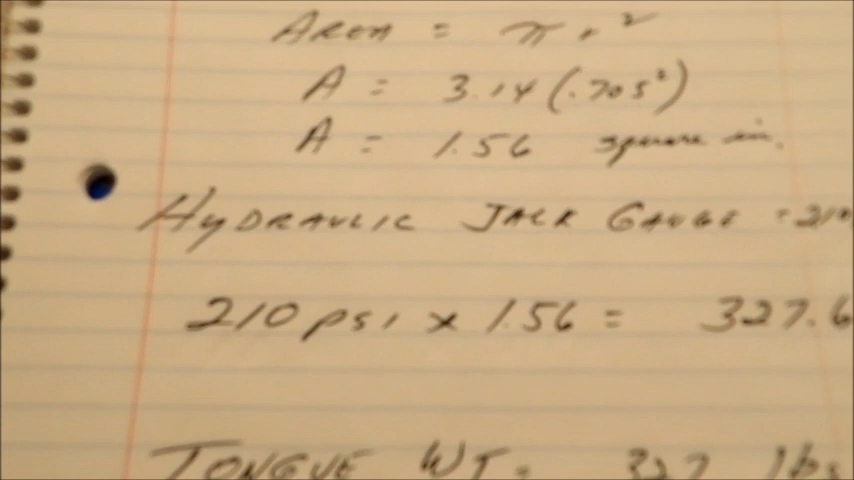 AREA = π r²
A = 3.14 (.705²)
A = 1.56 square in.
HYDRAULIC JACK GAUGE = 210
210 psi x 1.56 = 327.6
TONGUE WT = 327 lbs